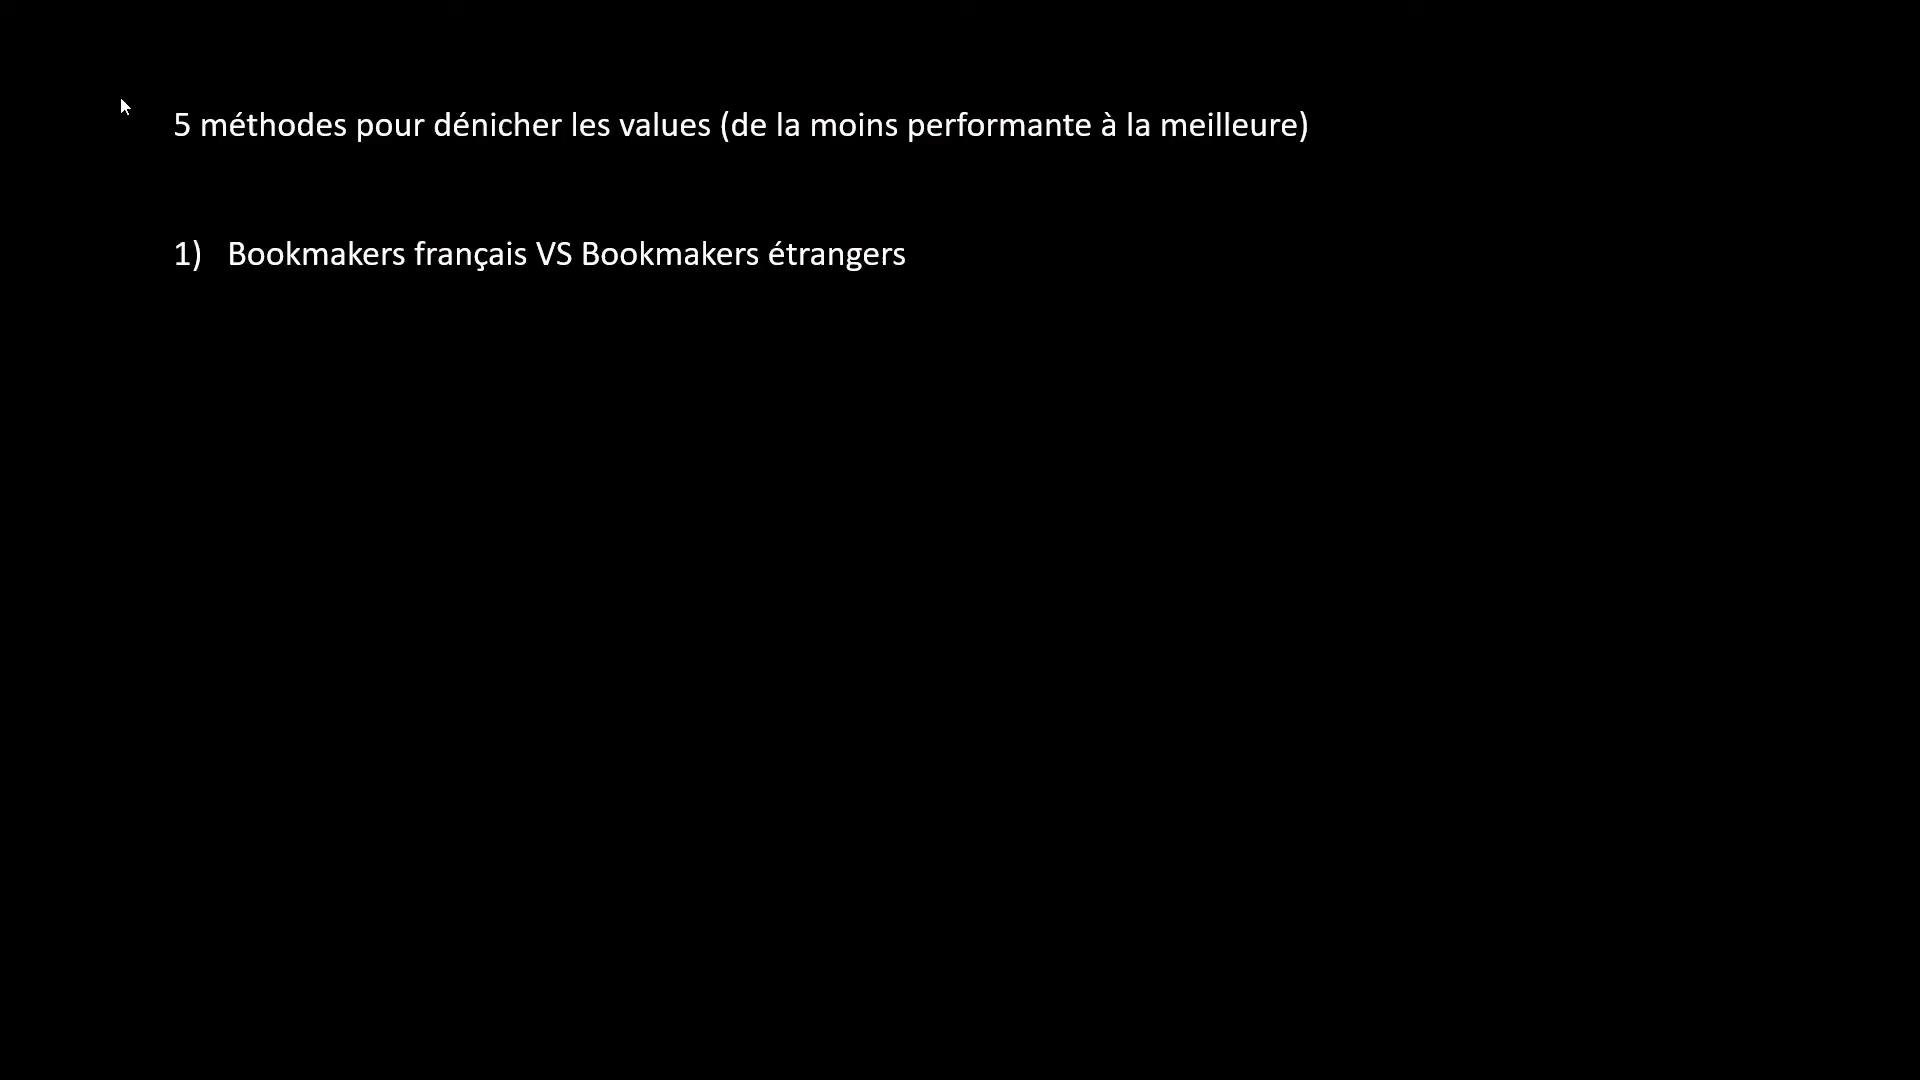 5 méthodes pour dénicher les values (de la moins performante à la meilleure)
1) Bookmakers français VS Bookmakers étrangers